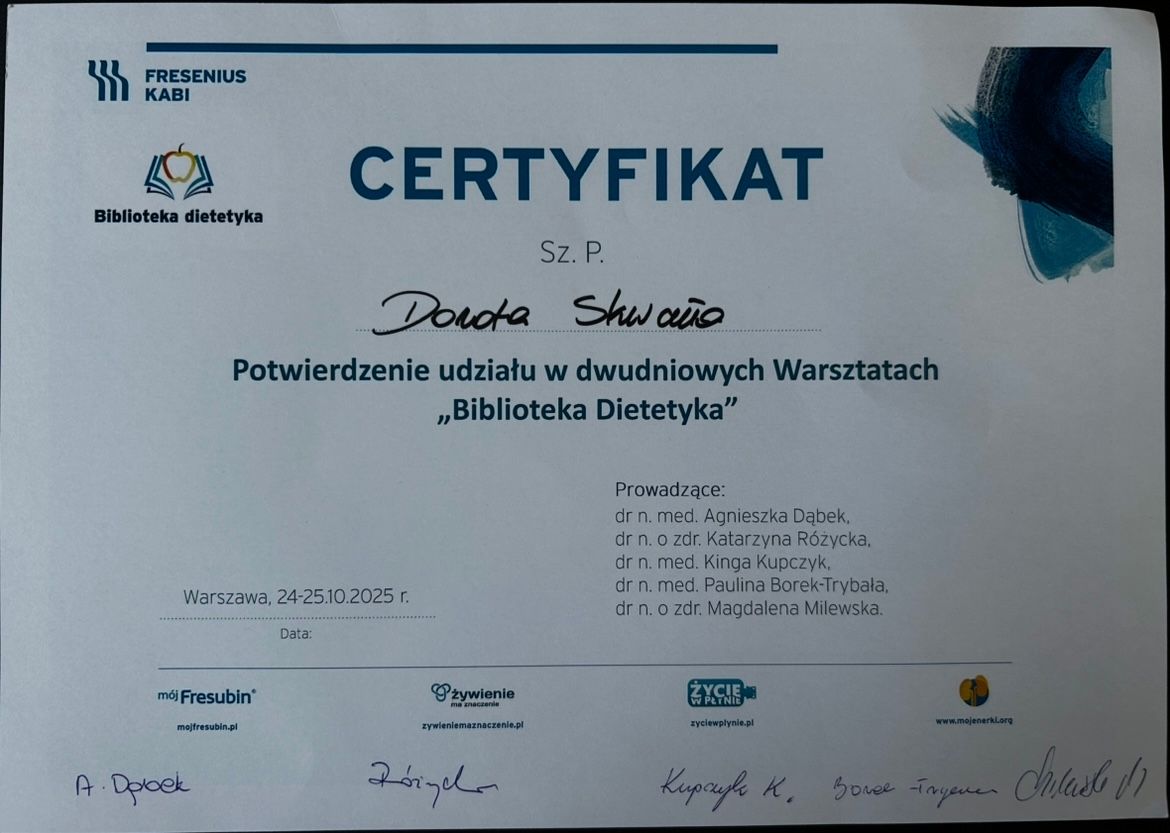 FRESENIUS
KABI
Biblioteka dietetyka
CERTYFIKAT
Sz. P.
Dorota
Potwierdzenie udziału w dwudniowych Warsztatach
„Biblioteka Dietetyka”
Prowadzące:
dr n. med. Agnieszka Dąbek,
dr n. o zdr. Katarzyna Różycka,
dr n. med. Kinga Kupczyk,
dr n. med. Paulina Borek-Trybała,
dr n. o zdr. Magdalena Milewska.
Warszawa, 24-25.10.2025 r.
Data:
mój Fresubin®
mojfresubin.pl
żywienie
ma znaczenie
zywieniemaznaczenie.pl
ŻYCIE
W PŁYNIE
zyciewplynie.pl
www.mojenerki.org
A. Dąbek
Kupczyk K.